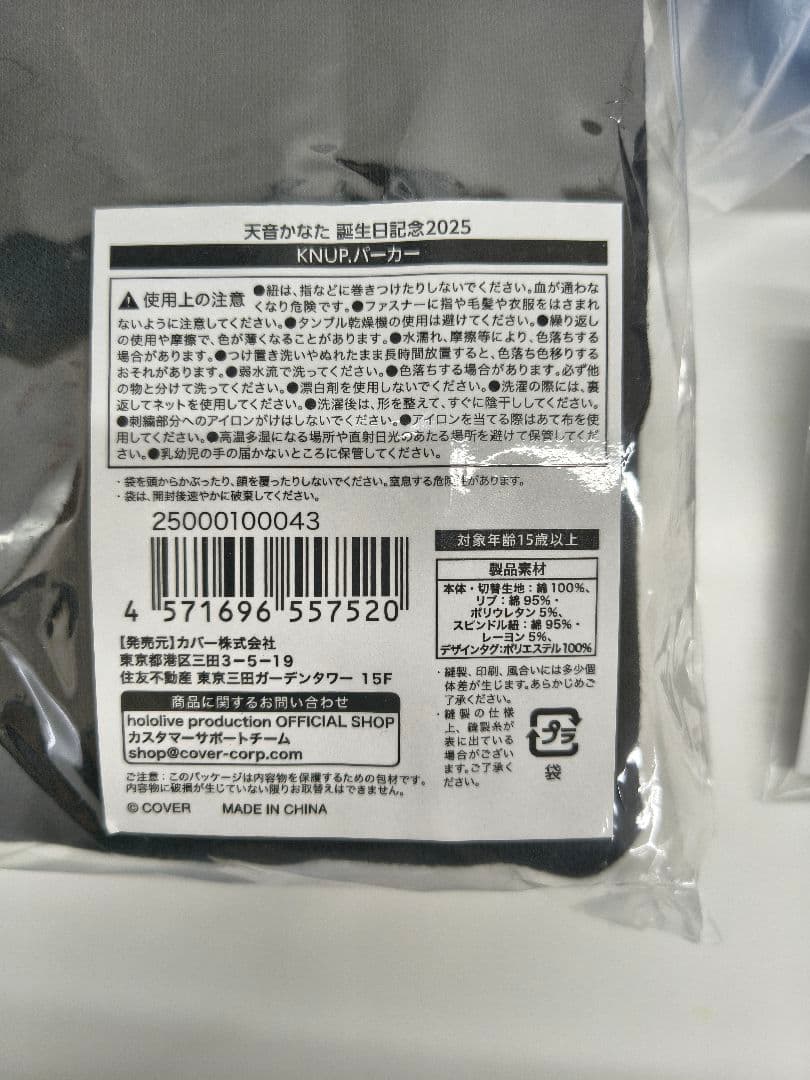 天音かなた 誕生日記念2025
KNUP.パーカー
使用上の注意 ●紐は、指などに巻きつけたりしないでください。血が通わな
くなり危険です。●ファスナーに指や毛髪や衣服をはさまれ
ないように注意してください。●タンブル乾燥機の使用は避けてください。●繰り返し
の使用や摩擦で、色が薄くなることがあります。●水濡れ、摩擦等により、色落ちする
場合があります。●つけ置き洗いやぬれたまま長時間放置すると、色落ち色移りする
おそれがあります。●弱水流で洗ってください。●色落ちする場合があります。必ず他
の物と分けて洗ってください。●漂白剤を使用しないでください。●洗濯の際には、裏
返してネットを使用してください。●洗濯後は、形を整えて、すぐに陰干ししてください。
●刺繍部分へのアイロンがけはしないでください。●アイロンを当てる際はあて布を使
用してください。●高温多湿になる場所や直射日光のあたる場所を避けて保管してくだ
さい。●乳幼児の手の届かないところに保管してください。
・袋を頭からかぶったり、顔を覆ったりしないでください。窒息する危険性があります。
・袋は、開封後速やかに破棄してください。
25000100043
4 571696 557520
対象年齢15歳以上
製品素材
本体・切替生地:綿100%、
リブ:綿95%・
ポリウレタン5%、
スピンドル紐:綿95%・
レーヨン5%、
デザインタグ:ポリエステル100%
【発売元】カバー株式会社
東京都港区三田3-5-19
住友不動産 東京三田ガーデンタワー 15F
商品に関するお問い合わせ
hololive production OFFICIAL SHOP
カスタマーサポートチーム
shop@cover-corp.com
・縫製、印刷、風合いには多少個
体差が生じます。あらかじめご
了承ください。
・縫製の仕様
上、縫製糸が
表に出ている
場合がござい
ます。ご了承く
ださい。
プラ
袋
ご注意:このパッケージは内容物を保護するための包材です。
内容物に破損が生じていない限りお取替えはできません。
© COVER MADE IN CHINA